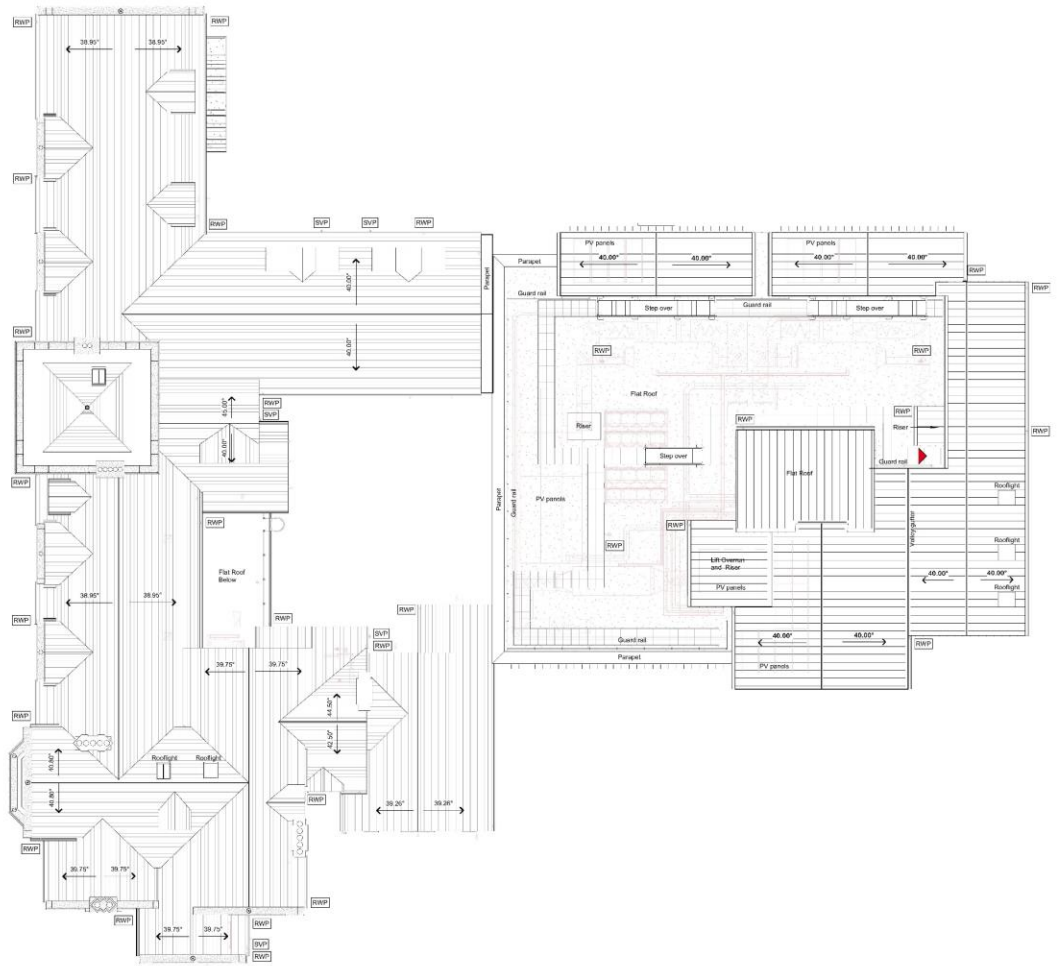 RWP
RWP
38.95°
38.95°
RWP
RWP
SVP
SVP
RWP
40.00°
40.00°
Parapet
RWP
45.00°
40.00°
RWP
SVP
RWP
RWP
Flat Roof
Below
38.95°
38.95°
RWP
RWP
RWP
SVP
RWP
39.75°
39.75°
44.50°
42.50°
RWP
40.80°
40.80°
Rooflight
Rooflight
RWP
RWP
39.26°
39.26°
39.75°
39.75°
RWP
RWP
RWP
39.75°
39.75°
SVP
RWP
Parapet
Guard rail
PV panels
40.00°
40.00°
PV panels
40.00°
40.00°
RWP
RWP
Step over
Guard rail
Step over
RWP
RWP
Flat Roof
RWP
RWP
Riser
Riser
RWP
Guard rail
Step over
Flat Roof
Parapet
Guard rail
PV panels
Rooflight
RWP
Valley gutter
RWP
Rooflight
Lift Overrun
and Riser
PV panels
40.00°
40.00°
Rooflight
Guard rail
Parapet
40.00°
40.00°
PV panels
RWP